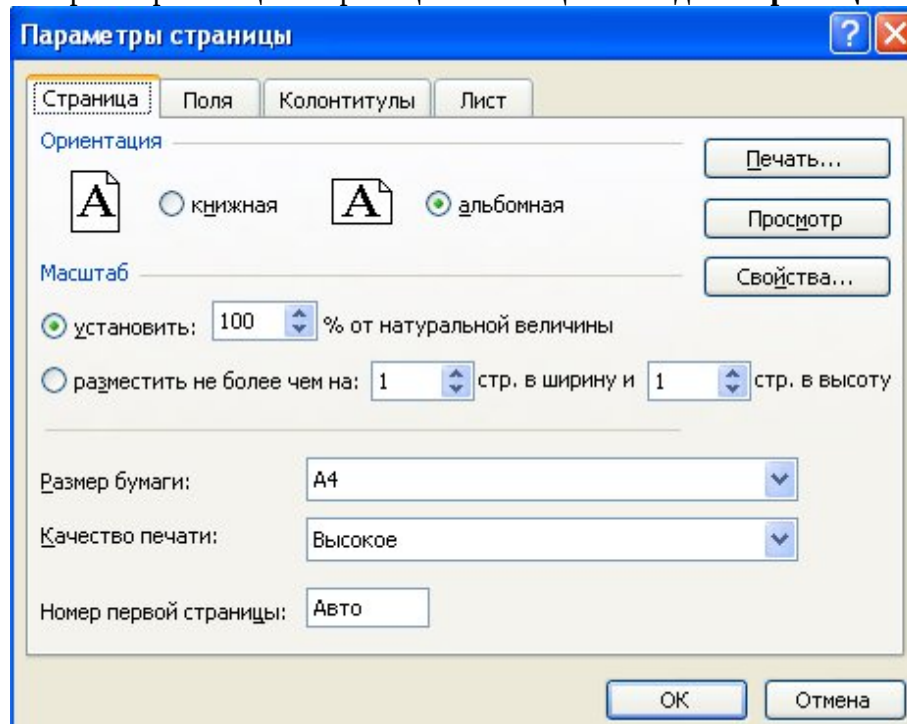 Параметры страницы
Страница Поля Колонтитулы Лист
Ориентация
Печать...
A книжная A альбомная
Просмотр
Масштаб
Свойства...
установить: 100 % от натуральной величины
разместить не более чем на: 1 стр. в ширину и 1 стр. в высоту
Размер бумаги: A4
Качество печати: Высокое
Номер первой страницы: Авто
ОК Отмена